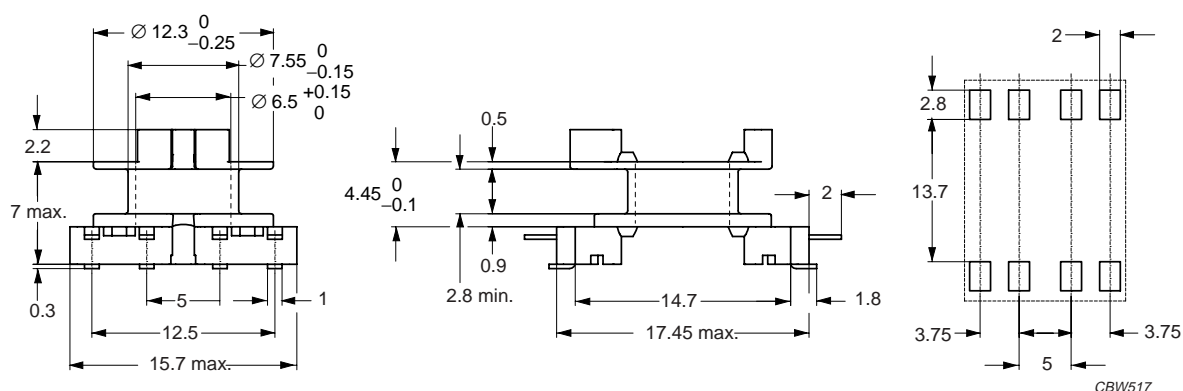 Ø 12.3 0 −0.25
Ø 7.55 0 −0.15
Ø 6.5 +0.15 0
2.2
7 max.
0.3
5
1
12.5
15.7 max.
0.5
4.45 0 −0.1
2
0.9
2.8 min.
14.7
1.8
17.45 max.
2
2.8
13.7
3.75
3.75
5
CBW517